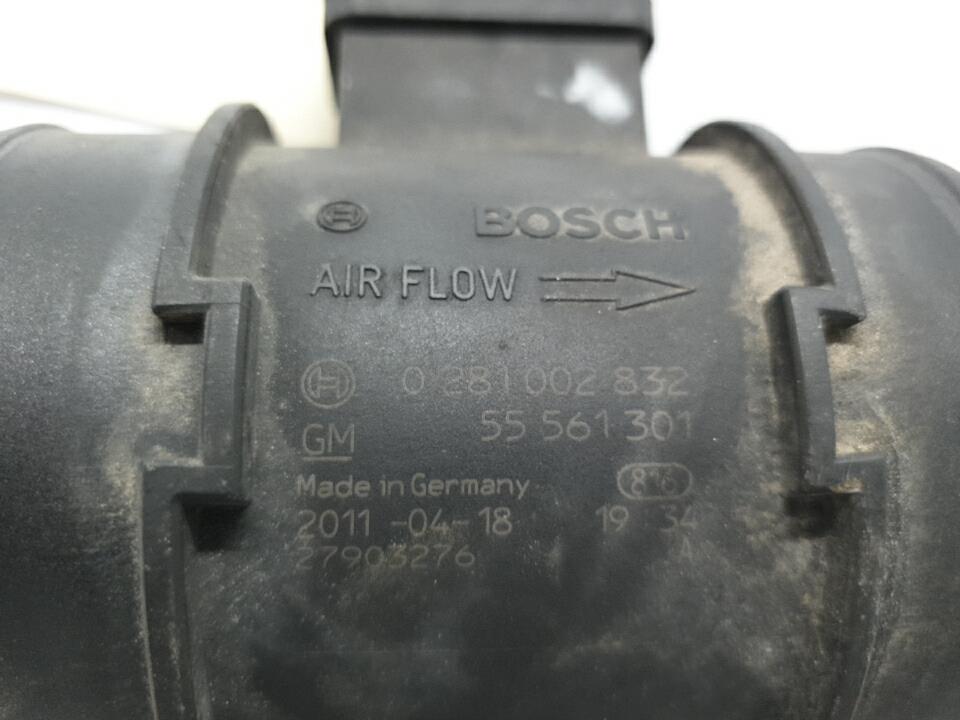 BOSCH
AIR FLOW
0 281 002 832
GM 55 561 301
Made in Germany
2011-04-18 19 34
27903276 A